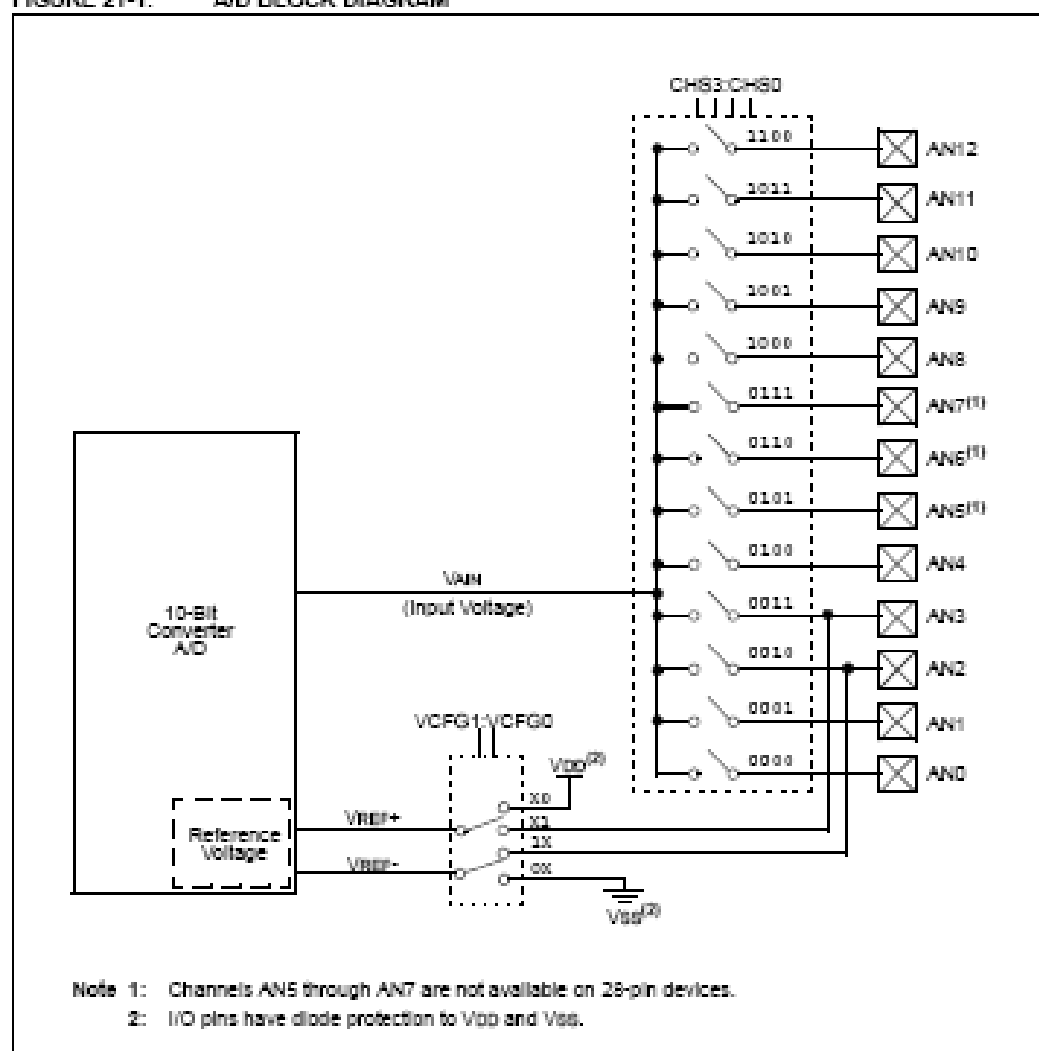 FIGURE 21-1: A/D BLOCK DIAGRAM
CHS3:CHS0
1100 AN12
1011 AN11
1010 AN10
1001 AN9
1000 AN8
0111 AN7(1)
0110 AN6(1)
0101 AN5(1)
0100 AN4
VAIN
(Input Voltage)
0011 AN3
10-Bit
Converter
A/D
0010 AN2
0001 AN1
VCFG1:VCFG0
0000 AN0
VDD(2)
X0
VREF+
X1
Reference
Voltage
1X
VREF-
0X
VSS(2)
Note 1: Channels AN5 through AN7 are not available on 28-pin devices.
2: I/O pins have diode protection to VDD and VSS.